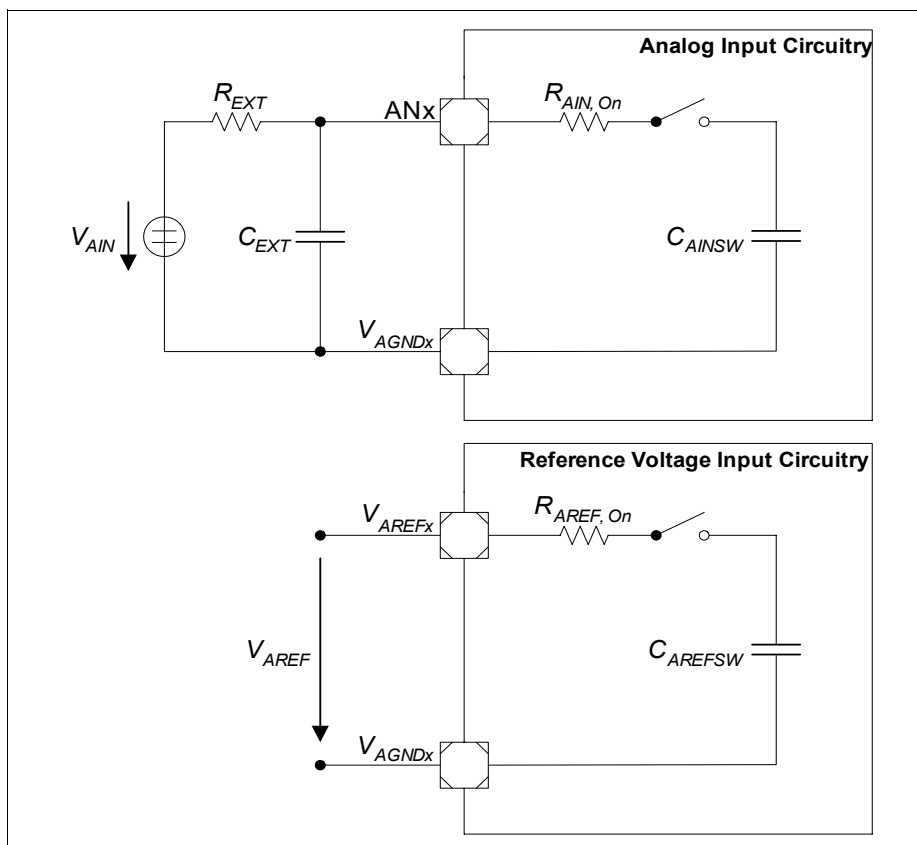 Analog Input Circuitry
R_EXT
ANx
R_AIN, On
V_AIN
C_EXT
C_AINSW
V_AGNDx
Reference Voltage Input Circuitry
V_AREFx
R_AREF, On
V_AREF
C_AREFSW
V_AGNDx